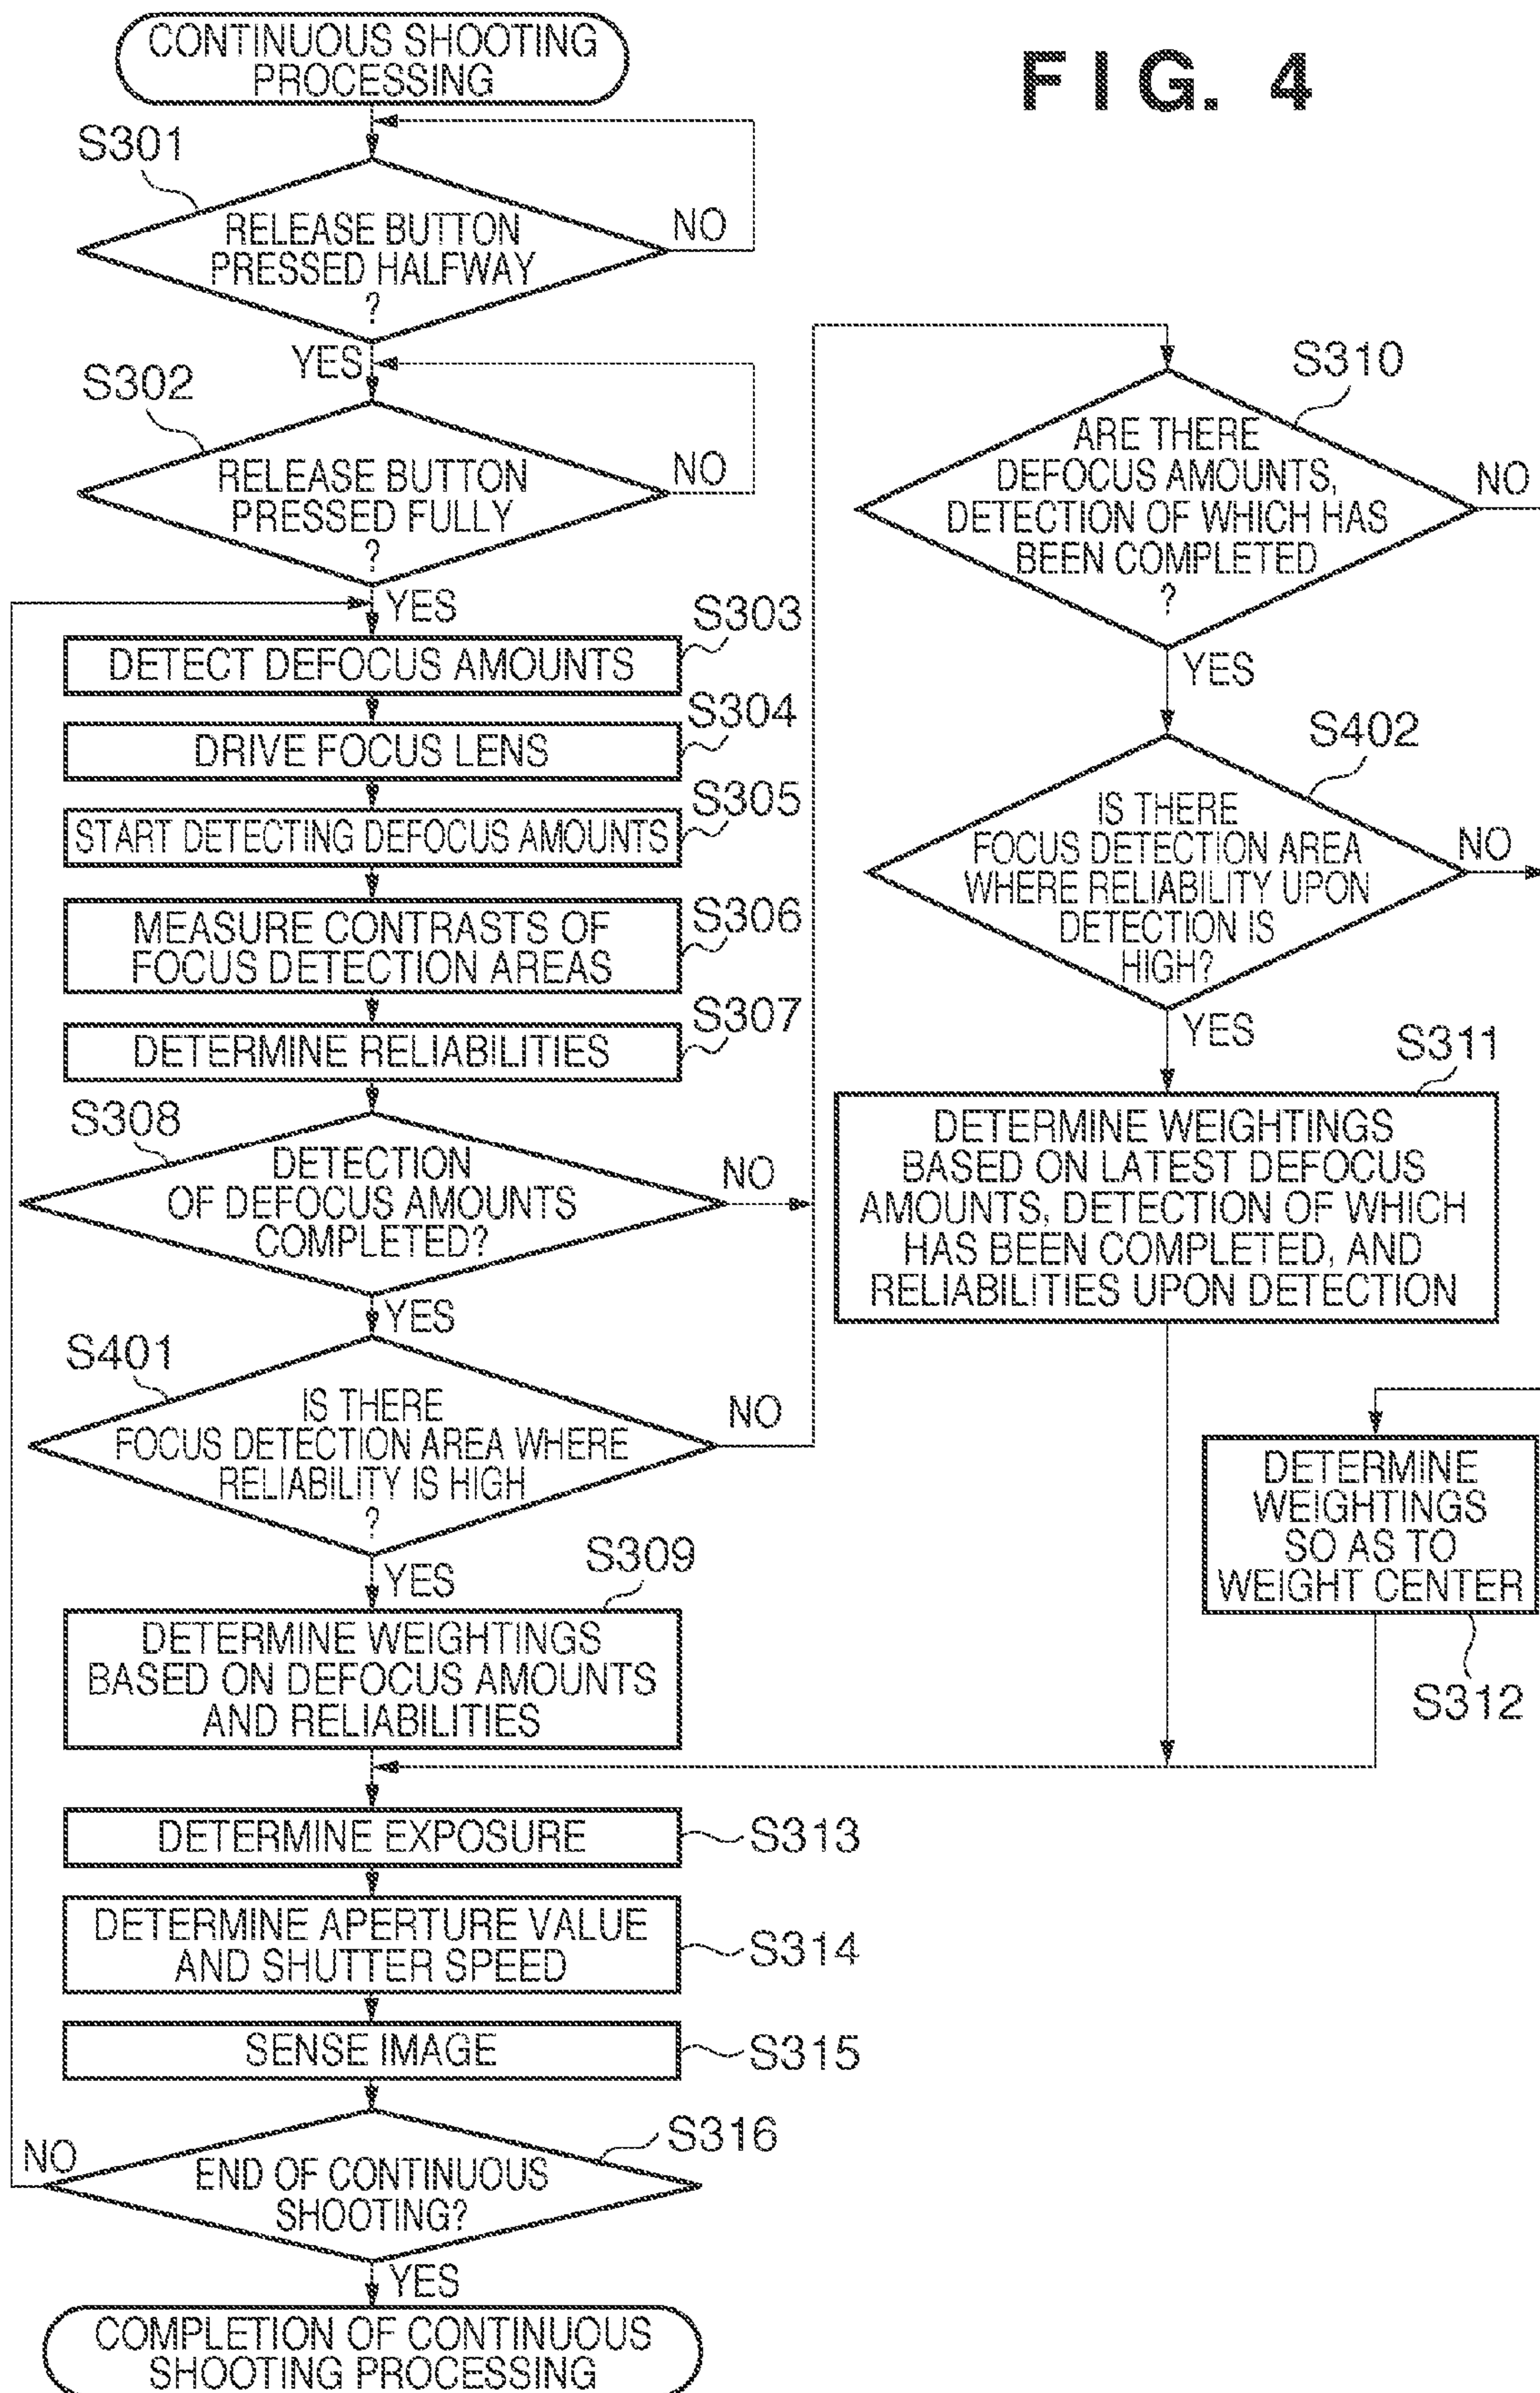 FIG. 4
CONTINUOUS SHOOTING
PROCESSING
S301
RELEASE BUTTON
PRESSED HALFWAY
?
NO
YES
S302
RELEASE BUTTON
PRESSED FULLY
?
NO
YES
S303
DETECT DEFOCUS AMOUNTS
S304
DRIVE FOCUS LENS
S305
START DETECTING DEFOCUS AMOUNTS
S306
MEASURE CONTRASTS OF
FOCUS DETECTION AREAS
S307
DETERMINE RELIABILITIES
S308
DETECTION
OF DEFOCUS AMOUNTS
COMPLETED?
NO
YES
S401
IS THERE
FOCUS DETECTION AREA WHERE
RELIABILITY IS HIGH
?
NO
YES
S309
DETERMINE WEIGHTINGS
BASED ON DEFOCUS AMOUNTS
AND RELIABILITIES
S310
ARE THERE
DEFOCUS AMOUNTS,
DETECTION OF WHICH HAS
BEEN COMPLETED
?
NO
YES
S402
IS THERE
FOCUS DETECTION AREA
WHERE RELIABILITY UPON
DETECTION IS
HIGH?
NO
YES
S311
DETERMINE WEIGHTINGS
BASED ON LATEST DEFOCUS
AMOUNTS, DETECTION OF WHICH
HAS BEEN COMPLETED, AND
RELIABILITIES UPON DETECTION
DETERMINE
WEIGHTINGS
SO AS TO
WEIGHT CENTER
S312
DETERMINE EXPOSURE
S313
DETERMINE APERTURE VALUE
AND SHUTTER SPEED
S314
SENSE IMAGE
S315
S316
END OF CONTINUOUS
SHOOTING?
NO
YES
COMPLETION OF CONTINUOUS
SHOOTING PROCESSING